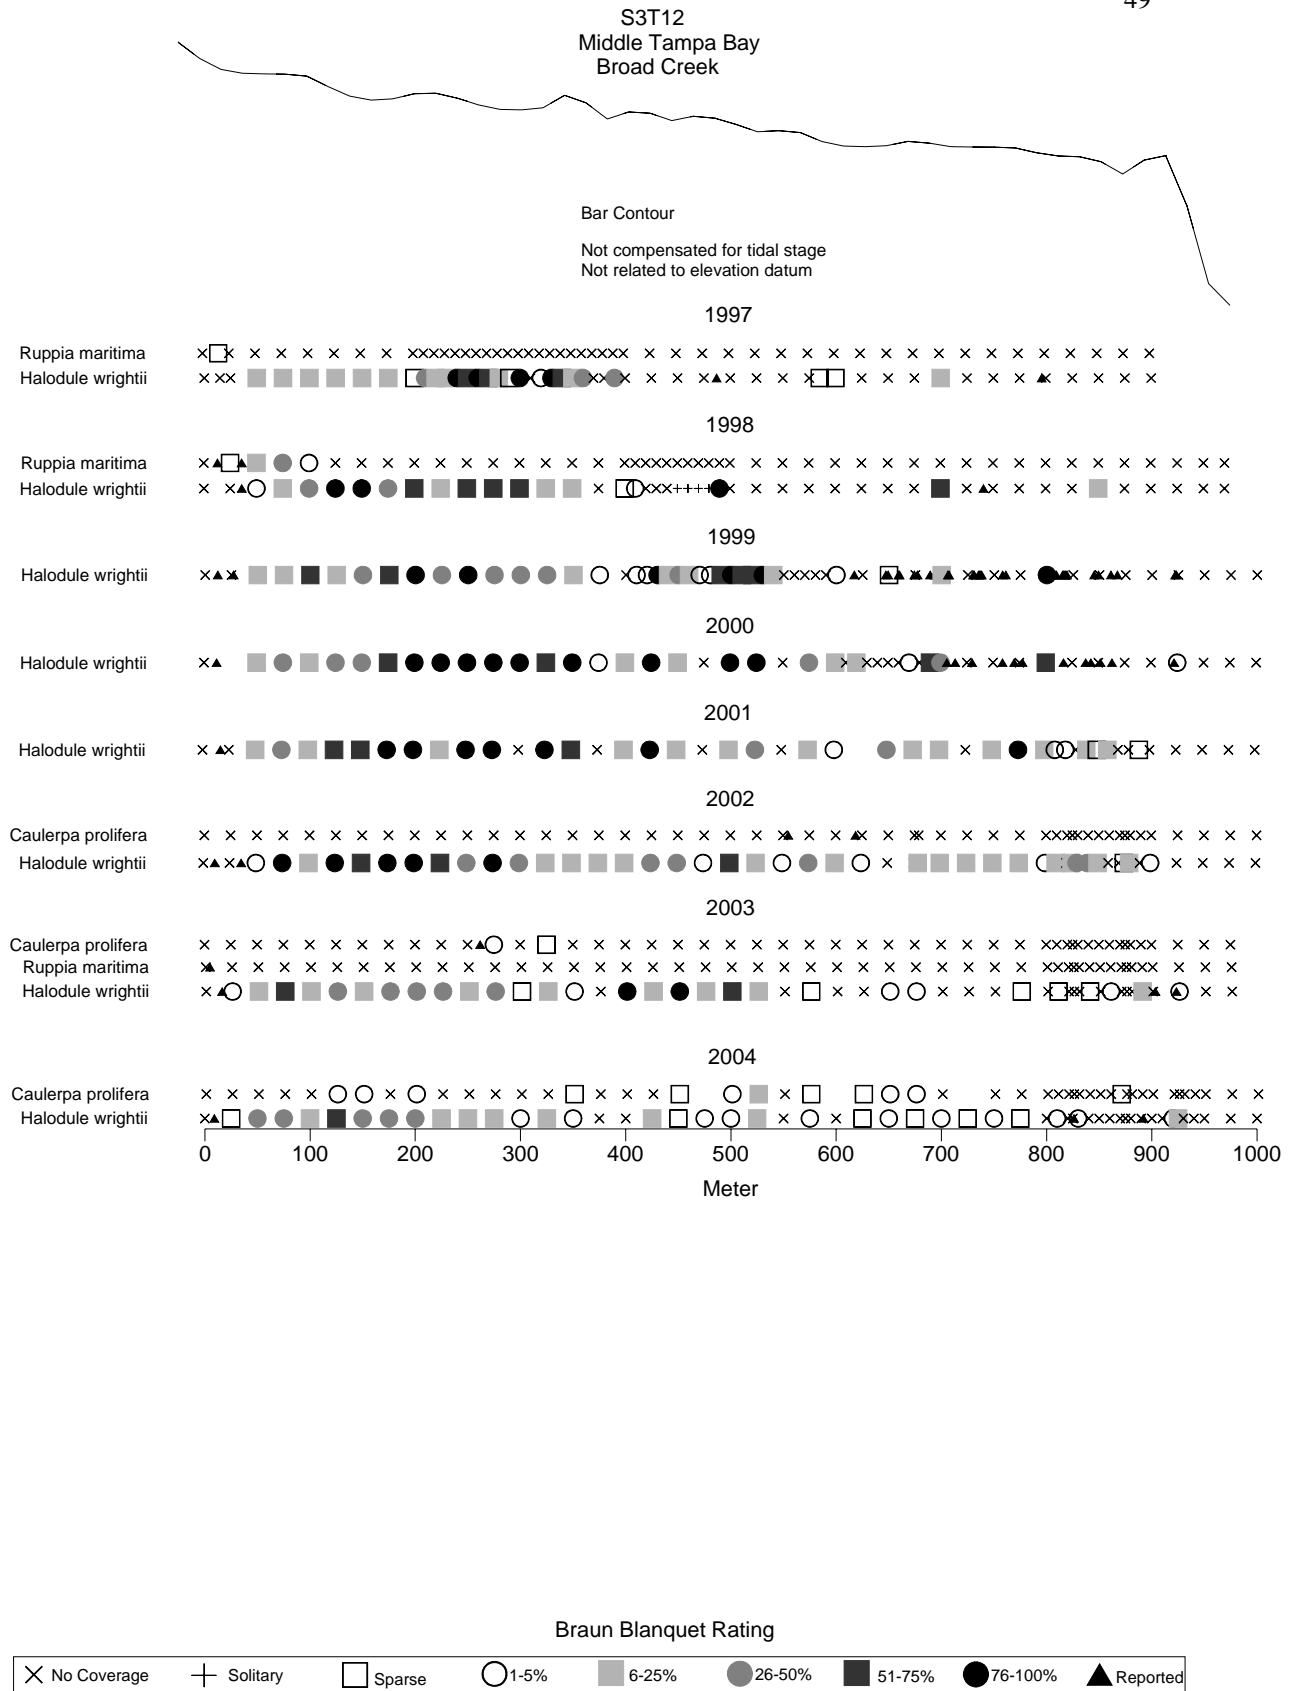 49
S3T12
Middle Tampa Bay
Broad Creek
Bar Contour
Not compensated for tidal stage
Not related to elevation datum
1997
Ruppia maritima
Halodule wrightii
1998
Ruppia maritima
Halodule wrightii
1999
Halodule wrightii
2000
Halodule wrightii
2001
Halodule wrightii
2002
Caulerpa prolifera
Halodule wrightii
2003
Caulerpa prolifera
Ruppia maritima
Halodule wrightii
2004
Caulerpa prolifera
Halodule wrightii
0 100 200 300 400 500 600 700 800 900 1000
Meter
Braun Blanquet Rating
No Coverage Solitary Sparse 1-5% 6-25% 26-50% 51-75% 76-100% Reported